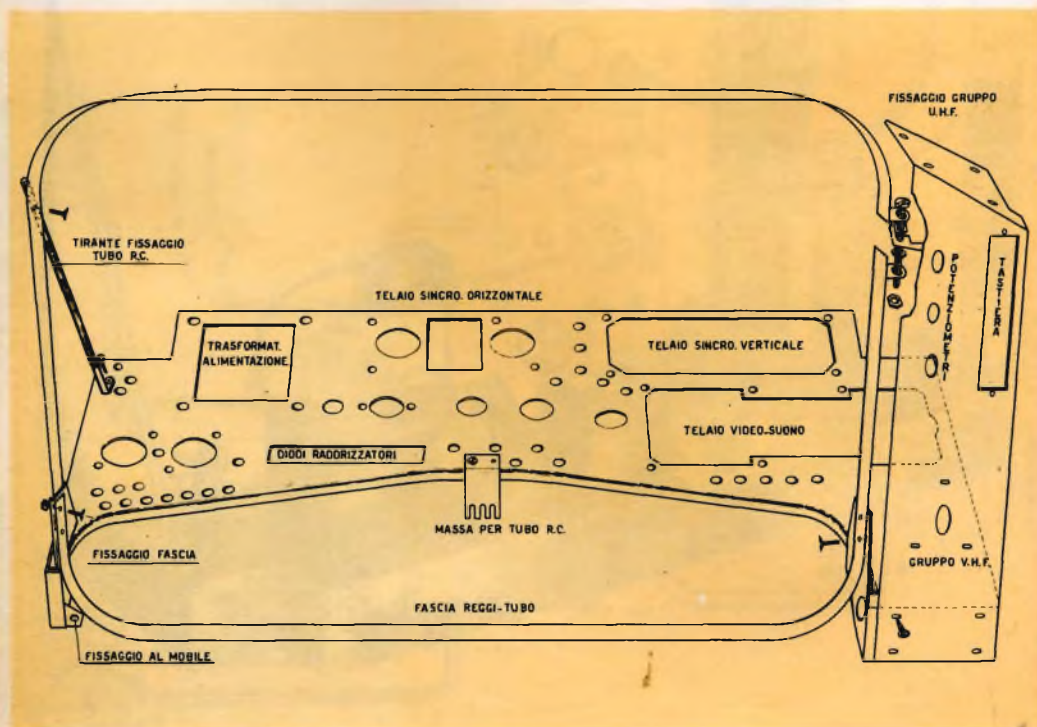 FISSAGGIO GRUPPO
U.H.F.
TIRANTE FISSAGGIO
TUBO R.C.
TELAIO SINCRO. ORIZZONTALE
POTENZIOMETRI
TASTIERA
TRASFORMAT.
ALIMENTAZIONE
TELAIO SINCRO. VERTICALE
TELAIO VIDEO-SUONO
DIODI RADDRIZZATORI
MASSA PER TUBO R.C.
FISSAGGIO FASCIA
GRUPPO V.H.F.
FASCIA REGGI-TUBO
FISSAGGIO AL MOBILE